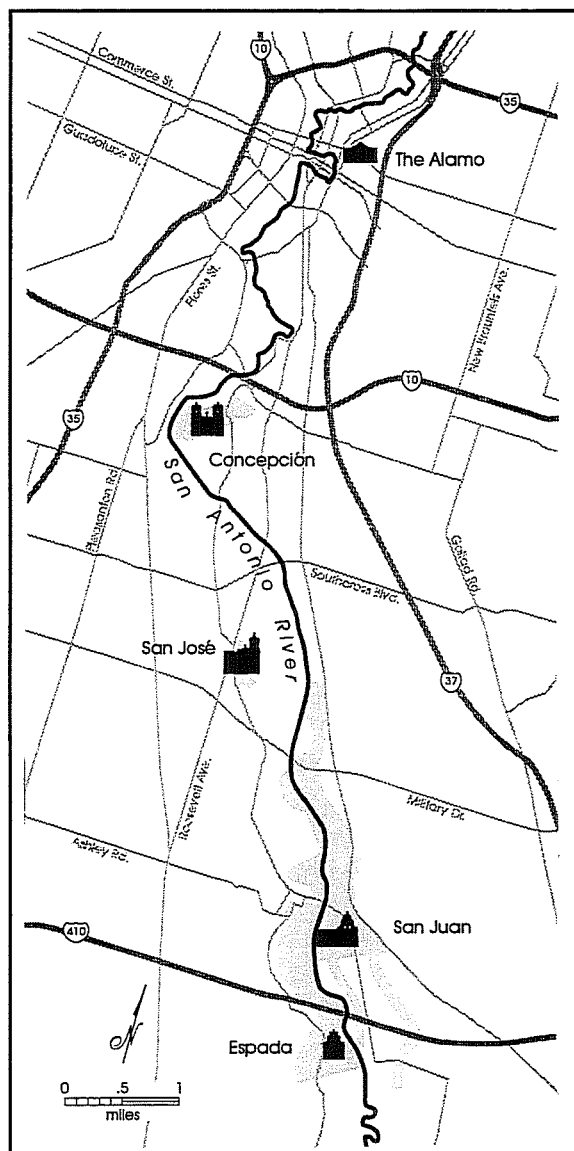 10
Commerce St.
35
Guadalupe St.
The Alamo
Flores St.
New Braunfels Ave.
10
35
Concepción
Pleasanton Rd.
San Antonio River
Goliad Rd.
Southcross Blvd.
San José
37
Roosevelt Ave.
Military Dr.
Ashley Rd.
410
San Juan
N
Espada
0 .5 1
miles